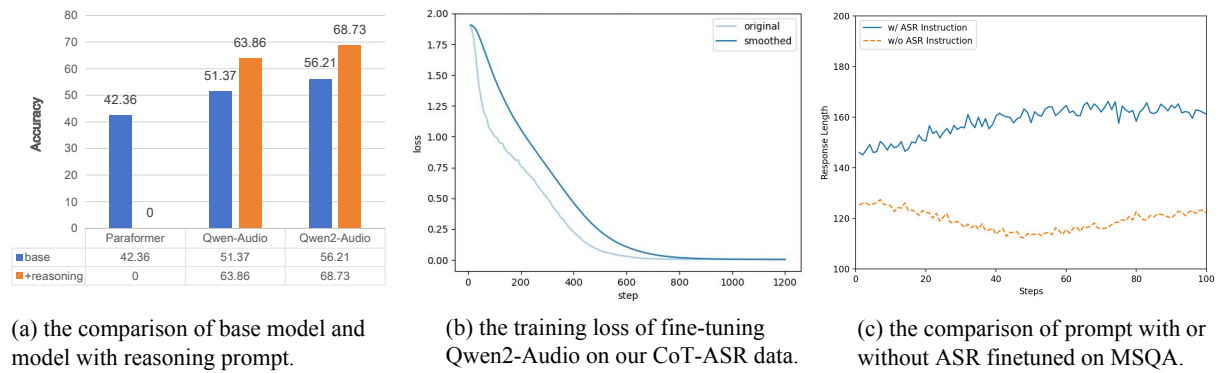 80
70
60
50
40
30
20
10
0
Accuracy
42.36
0
51.37
63.86
56.21
68.73
Paraformer Qwen-Audio Qwen2-Audio
base 42.36 51.37 56.21
+reasoning 0 63.86 68.73
(a) the comparison of base model and
model with reasoning prompt.
2.00
1.75
1.50
1.25
1.00
0.75
0.50
0.25
0.00
loss
original
smoothed
0 200 400 600 800 1000 1200
step
(b) the training loss of fine-tuning
Qwen2-Audio on our CoT-ASR data.
200
180
160
140
120
100
Response Length
w/ ASR Instruction
w/o ASR Instruction
0 20 40 60 80 100
Steps
(c) the comparison of prompt with or
without ASR finetuned on MSQA.